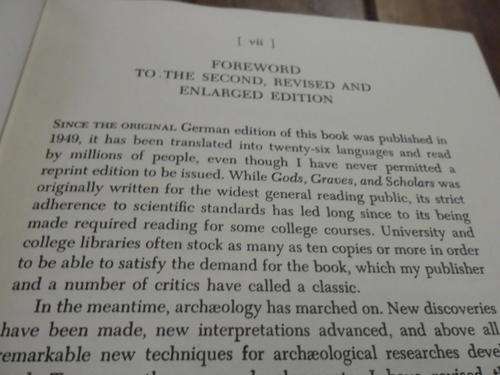 [ vii ]
FOREWORD
TO THE SECOND, REVISED AND
ENLARGED EDITION
SINCE THE ORIGINAL German edition of this book was published in
1949, it has been translated into twenty-six languages and read
by millions of people, even though I have never permitted a
reprint edition to be issued. While Gods, Graves, and Scholars was
originally written for the widest general reading public, its strict
adherence to scientific standards has led long since to its being
made required reading for some college courses. University and
college libraries often stock as many as ten copies or more in order
to be able to satisfy the demand for the book, which my publisher
and a number of critics have called a classic.
In the meantime, archæology has marched on. New discoveries
have been made, new interpretations advanced, and above all
remarkable new techniques for archæological researches deve
I have revised